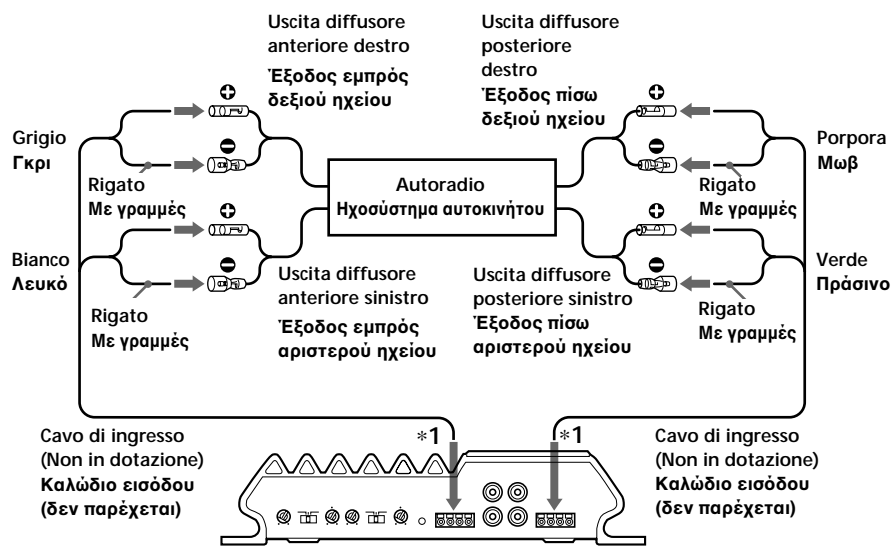 Uscita diffusore
anteriore destro
Έξοδος εμπρός
δεξιού ηχείου
Uscita diffusore
posteriore
destro
Έξοδος πίσω
δεξιού ηχείου
Grigio
Γκρι
Rigato
Με γραμμές
Bianco
Λευκό
Rigato
Με γραμμές
Autoradio
Ηχοσύστημα αυτοκινήτου
Porpora
Μωβ
Rigato
Με γραμμές
Verde
Πράσινο
Rigato
Με γραμμές
Uscita diffusore
anteriore sinistro
Έξοδος εμπρός
αριστερού ηχείου
Uscita diffusore
posteriore sinistro
Έξοδος πίσω
αριστερού ηχείου
Cavo di ingresso
(Non in dotazione)
Καλώδιο εισόδου
(δεν παρέχεται)
*1
*1
Cavo di ingresso
(Non in dotazione)
Καλώδιο εισόδου
(δεν παρέχεται)